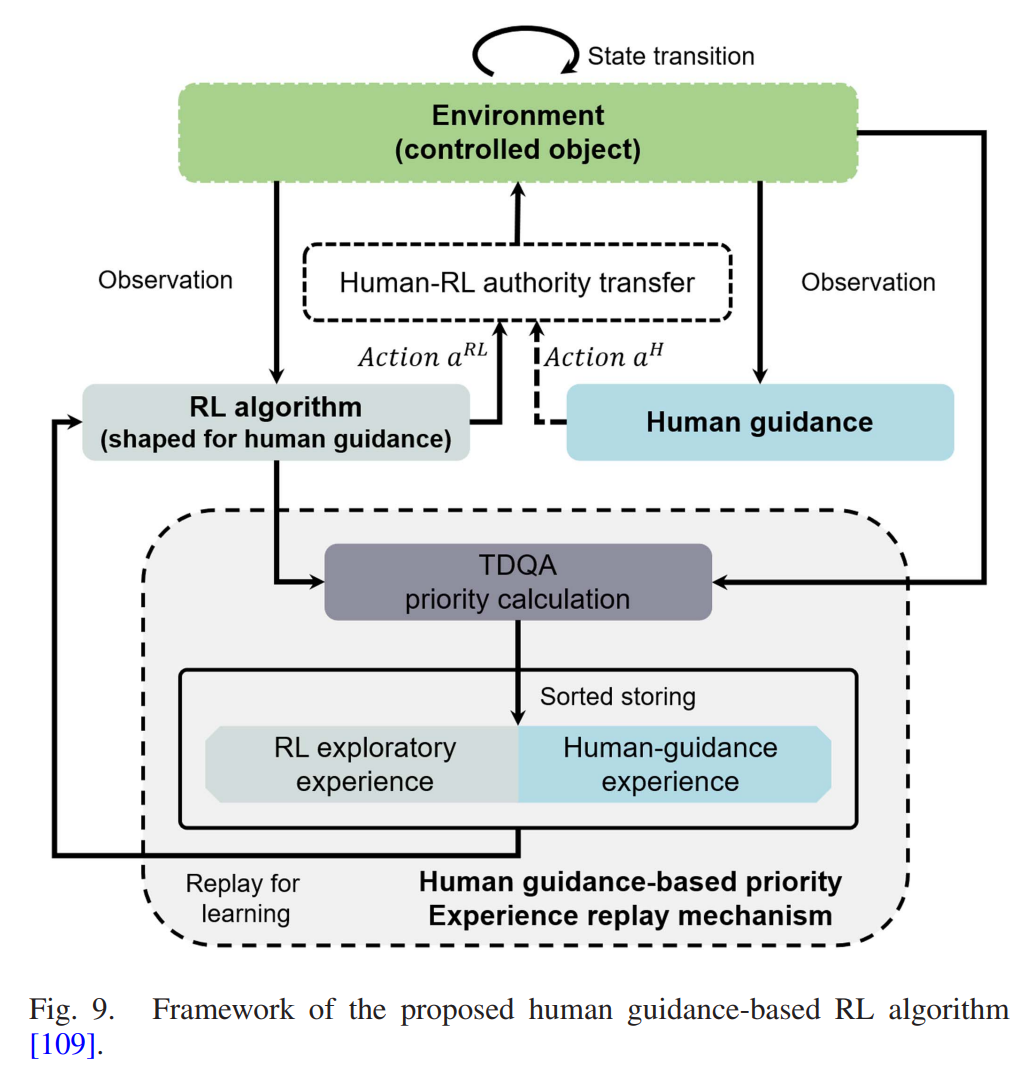 State transition
Environment
(controlled object)
Observation
Human-RL authority transfer
Observation
Action a^{RL}
Action a^{H}
RL algorithm
(shaped for human guidance)
Human guidance
TDQA
priority calculation
Sorted storing
RL exploratory
experience
Human-guidance
experience
Replay for
learning
Human guidance-based priority
Experience replay mechanism
Fig. 9. Framework of the proposed human guidance-based RL algorithm
[109].